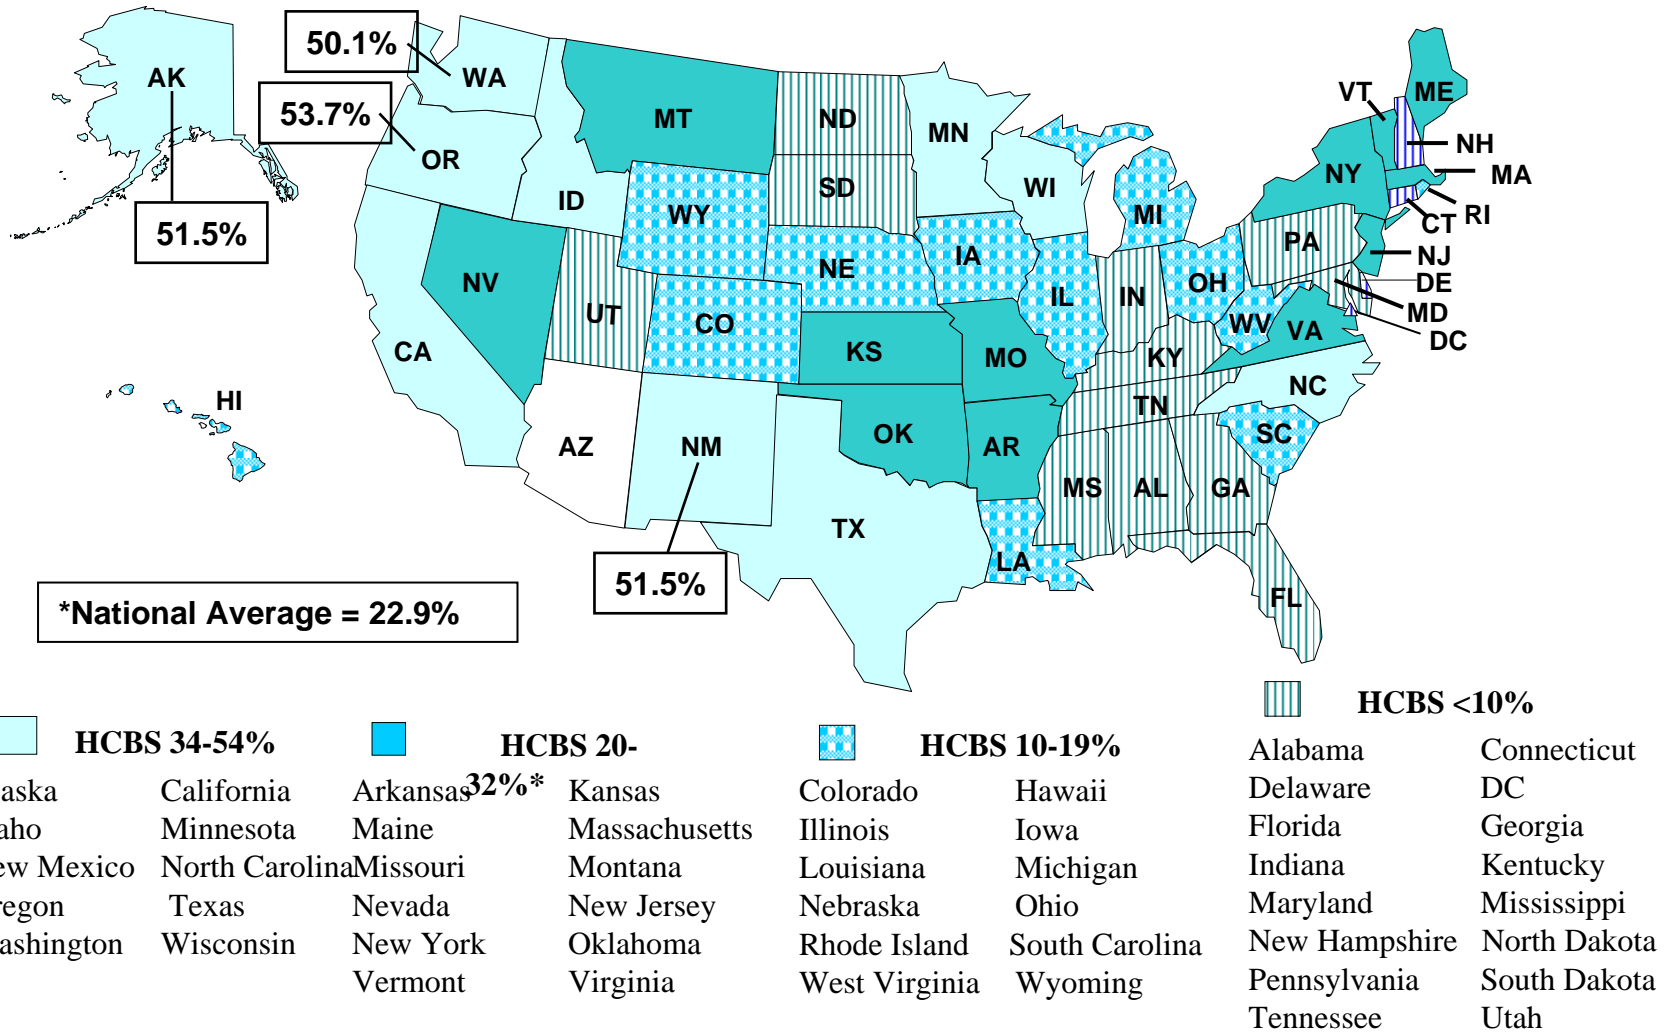 50.1%
AK
WA
VT
ME
53.7%
MT
ND
MN
NH
OR
NY
MA
SD
WI
ID
WY
MI
RI
CT
51.5%
PA
IA
NJ
NE
OH
DE
NV
IL
IN
UT
MD
CO
WV
VA
DC
CA
KS
MO
KY
NC
HI
TN
OK
SC
AZ
NM
AR
MS
AL
GA
TX
LA
51.5%
FL
*National Average = 22.9%
HCBS 34-54%
aska California
aho Minnesota
ew Mexico North Carolina
regon Texas
ashington Wisconsin
HCBS 20-
32%*
Arkansas Kansas
Maine Massachusetts
Missouri Montana
Nevada New Jersey
New York Oklahoma
Vermont Virginia
HCBS 10-19%
Colorado Hawaii
Illinois Iowa
Louisiana Michigan
Nebraska Ohio
Rhode Island South Carolina
West Virginia Wyoming
HCBS <10%
Alabama Connecticut
Delaware DC
Florida Georgia
Indiana Kentucky
Maryland Mississippi
New Hampshire North Dakota
Pennsylvania South Dakota
Tennessee Utah